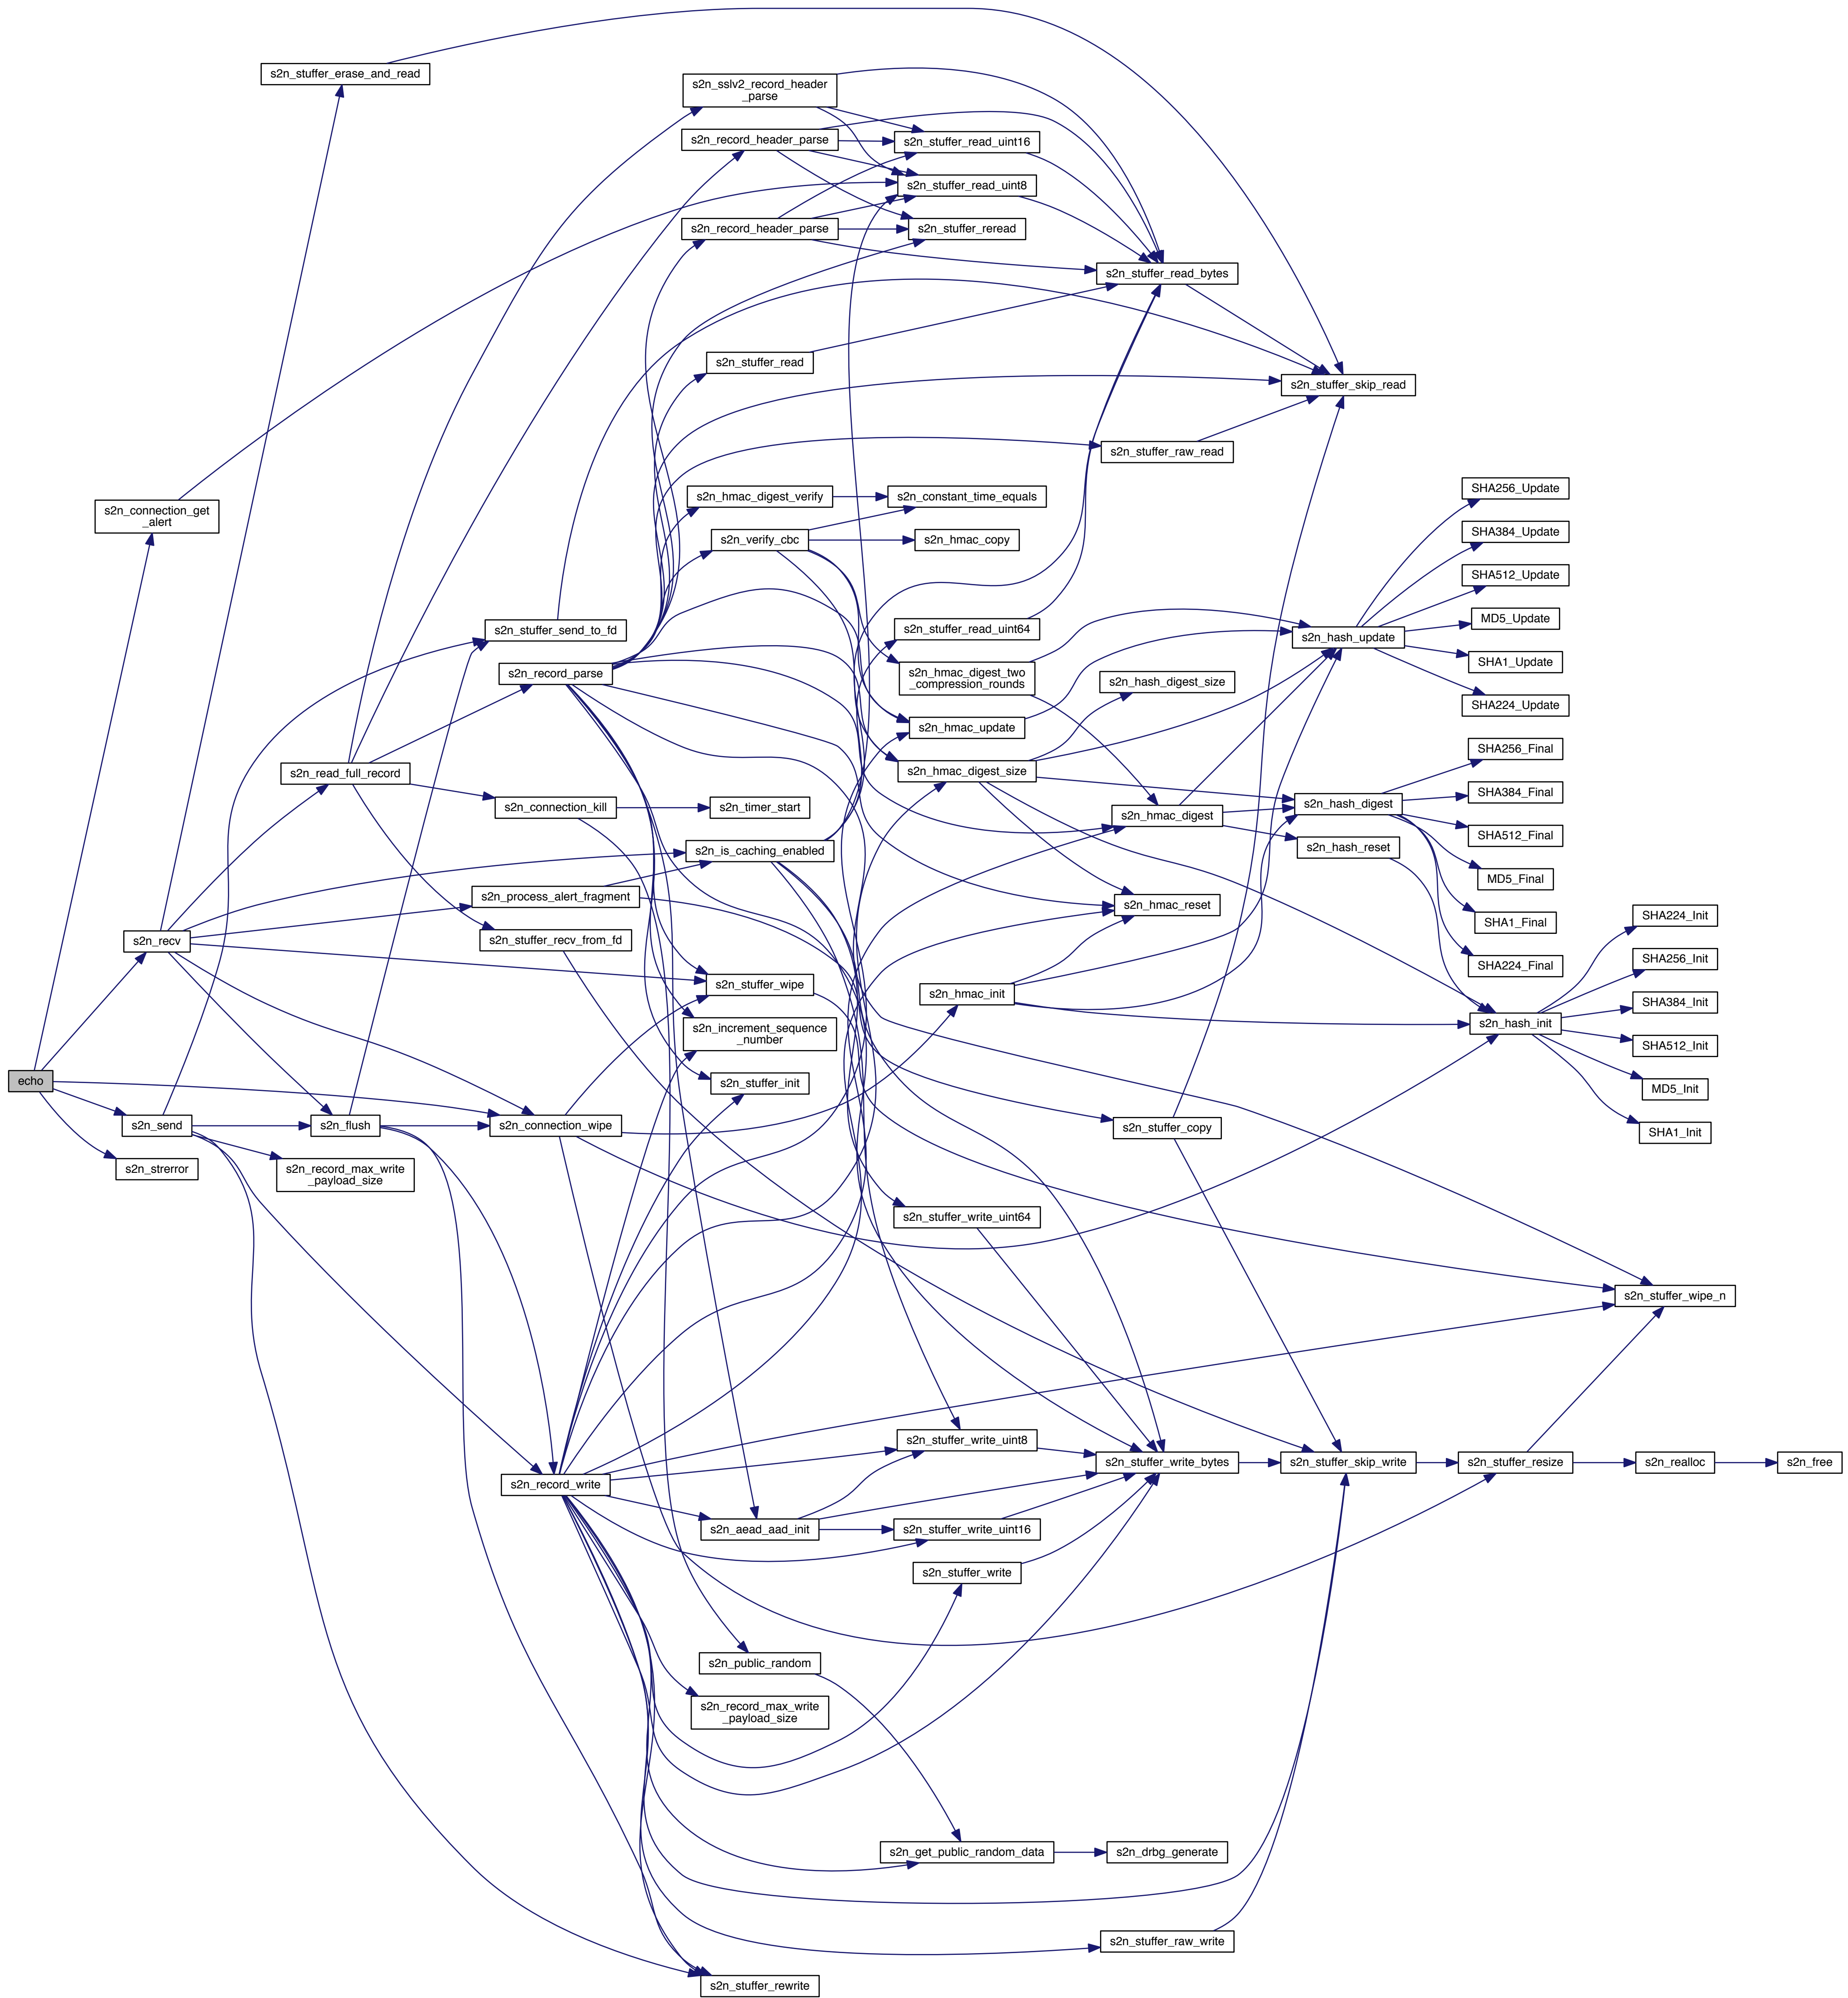 echo
s2n_connection_get
_alert
s2n_recv
s2n_send
s2n_strerror
s2n_stuffer_erase_and_read
s2n_read_full_record
s2n_flush
s2n_record_max_write
_payload_size
s2n_stuffer_send_to_fd
s2n_record_parse
s2n_connection_kill
s2n_process_alert_fragment
s2n_stuffer_recv_from_fd
s2n_connection_wipe
s2n_record_write
s2n_sslv2_record_header
_parse
s2n_record_header_parse
s2n_record_header_parse
s2n_stuffer_read
s2n_hmac_digest_verify
s2n_verify_cbc
s2n_timer_start
s2n_is_caching_enabled
s2n_stuffer_wipe
s2n_increment_sequence
_number
s2n_stuffer_init
s2n_aead_aad_init
s2n_public_random
s2n_record_max_write
_payload_size
s2n_stuffer_rewrite
s2n_stuffer_read_uint16
s2n_stuffer_read_uint8
s2n_stuffer_reread
s2n_constant_time_equals
s2n_hmac_copy
s2n_stuffer_read_uint64
s2n_hmac_digest_two
_compression_rounds
s2n_hmac_update
s2n_hmac_digest_size
s2n_hmac_init
s2n_stuffer_write_uint64
s2n_stuffer_write_uint8
s2n_stuffer_write_uint16
s2n_stuffer_write
s2n_get_public_random_data
s2n_stuffer_read_bytes
s2n_stuffer_raw_read
s2n_hash_digest_size
s2n_hmac_digest
s2n_hmac_reset
s2n_stuffer_copy
s2n_stuffer_write_bytes
s2n_drbg_generate
s2n_stuffer_raw_write
s2n_stuffer_skip_read
s2n_hash_update
s2n_hash_digest
s2n_hash_reset
s2n_stuffer_skip_write
SHA256_Update
SHA384_Update
SHA512_Update
MD5_Update
SHA1_Update
SHA224_Update
SHA256_Final
SHA384_Final
SHA512_Final
MD5_Final
SHA1_Final
SHA224_Final
s2n_hash_init
s2n_stuffer_resize
SHA224_Init
SHA256_Init
SHA384_Init
SHA512_Init
MD5_Init
SHA1_Init
s2n_stuffer_wipe_n
s2n_realloc
s2n_free